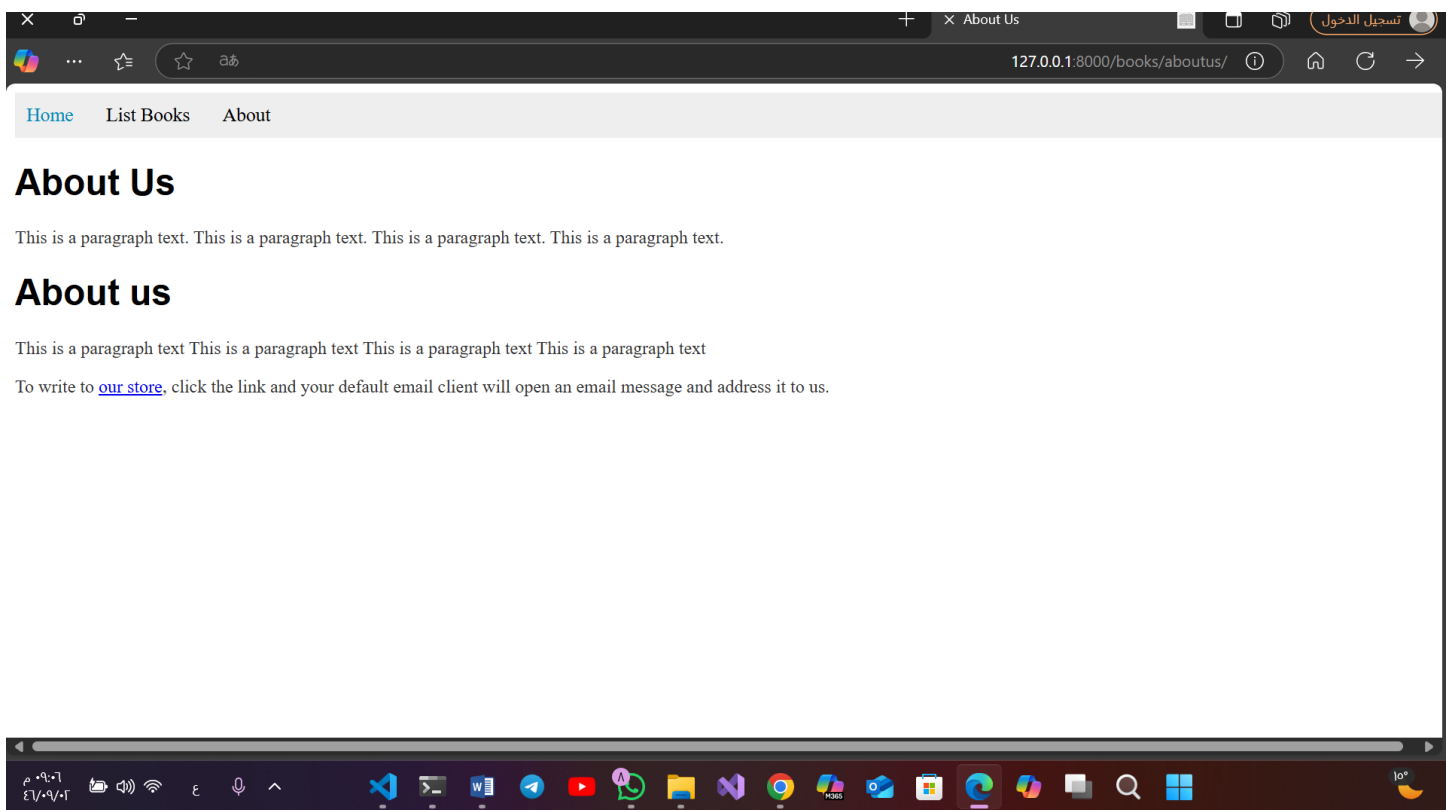 About Us
تسجيل الدخول
aあ
127.0.0.1:8000/books/aboutus/
Home List Books About
About Us
This is a paragraph text. This is a paragraph text. This is a paragraph text. This is a paragraph text.
About us
This is a paragraph text This is a paragraph text This is a paragraph text This is a paragraph text
To write to our store, click the link and your default email client will open an email message and address it to us.
٠٩:٠٦ م
٤٦/٠٩/٠٢
ع
٨
M365
١٥°